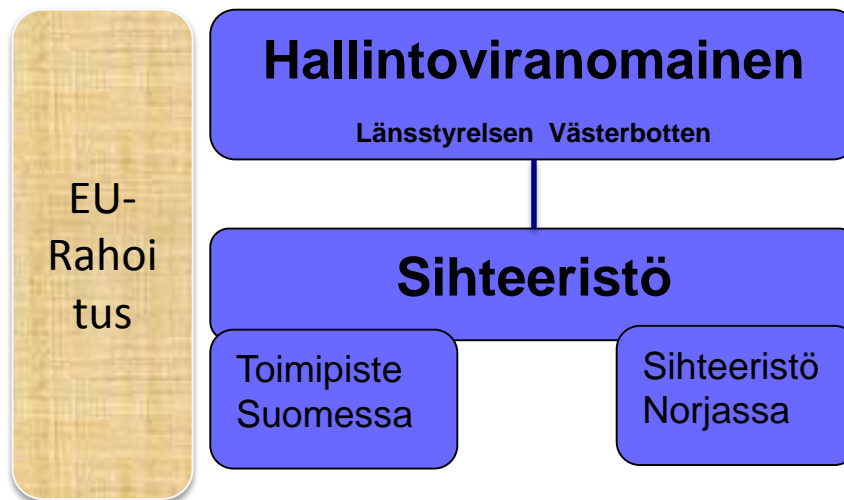 EU-
Rahoi
tus
Hallintoviranomainen
Länsstyrelsen Västerbotten
Sihteeristö
Toimipiste
Suomessa
Sihteeristö
Norjassa